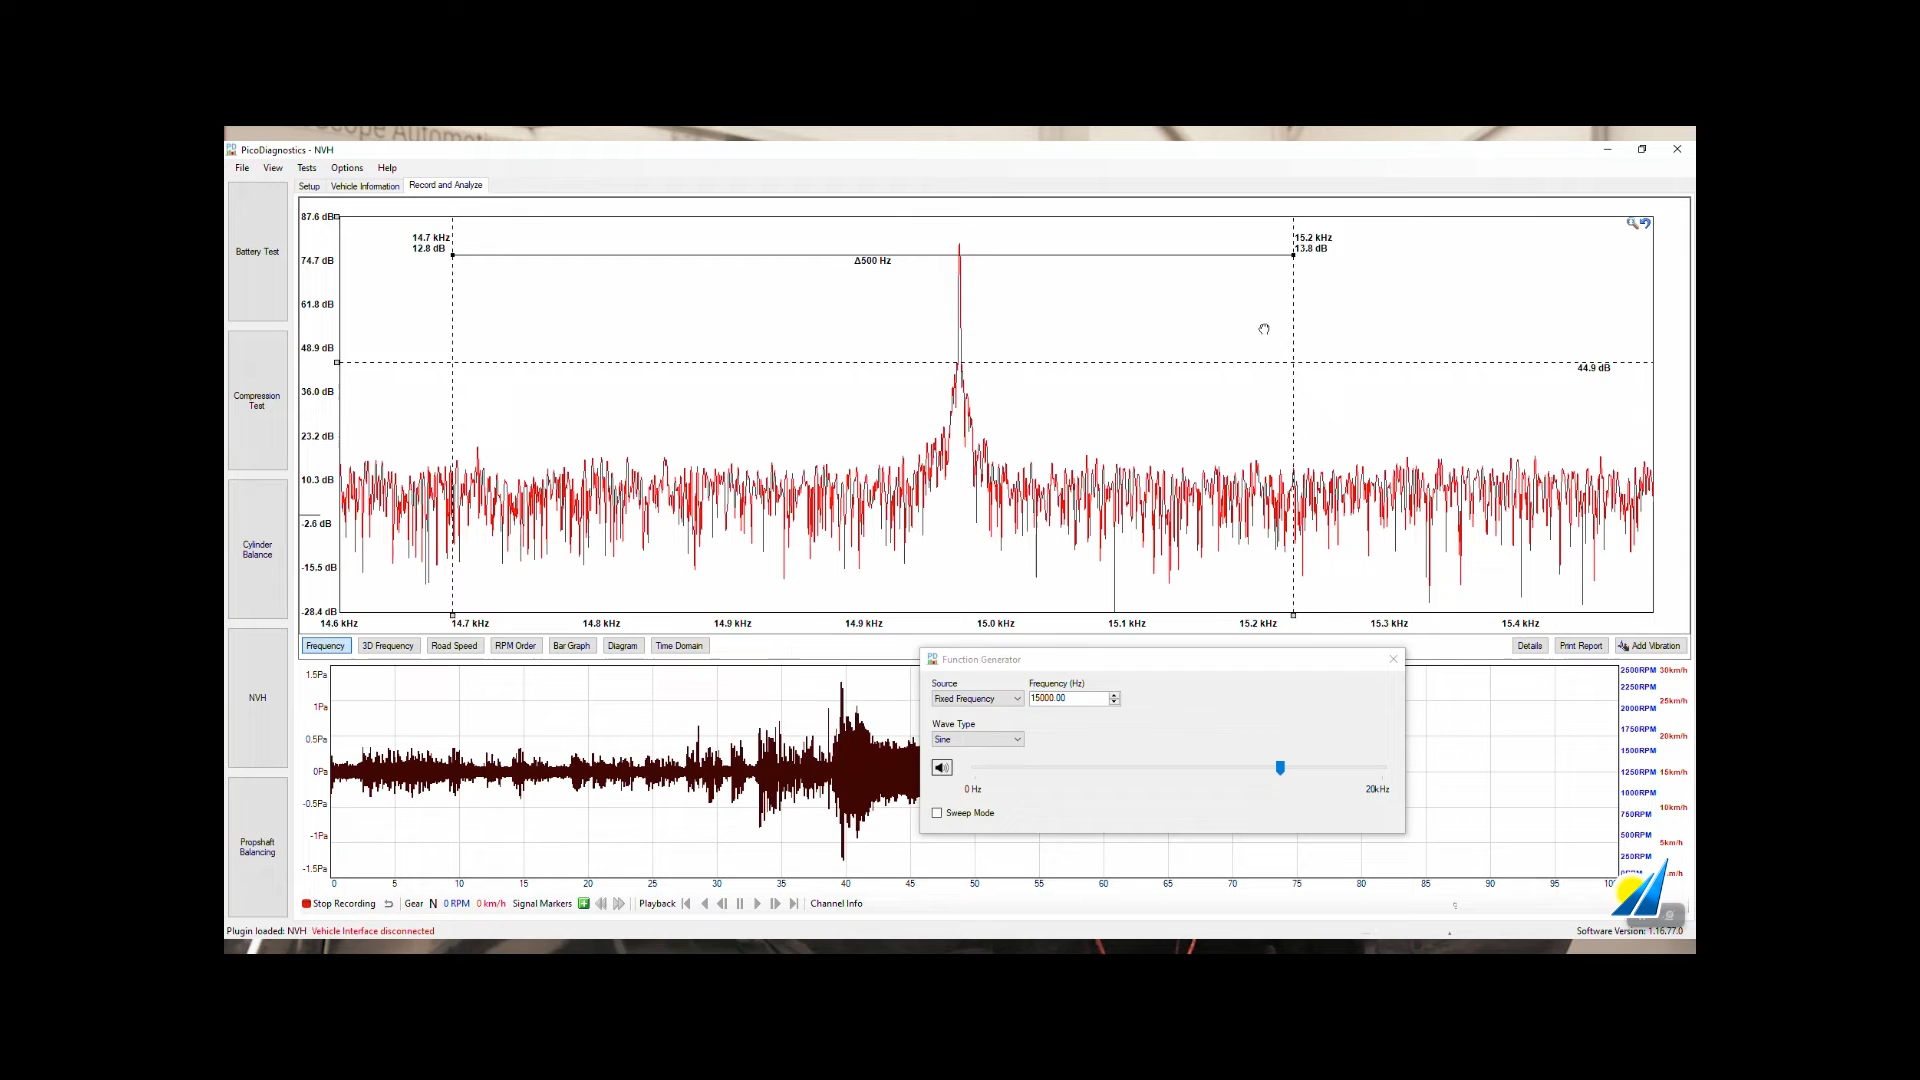 PicoDiagnostics - NVH
File View Tests Options Help
Setup Vehicle Information Record and Analyze
Battery Test
Compression
Test
Cylinder
Balance
NVH
Propshaft
Balancing
87.6 dB
74.7 dB
61.8 dB
48.9 dB
36.0 dB
23.2 dB
10.3 dB
-2.6 dB
-15.5 dB
-28.4 dB
14.7 kHz
12.8 dB
Δ500 Hz
15.2 kHz
13.8 dB
44.9 dB
14.6 kHz 14.7 kHz 14.8 kHz 14.9 kHz 14.9 kHz 15.0 kHz 15.1 kHz 15.2 kHz 15.3 kHz 15.4 kHz
Frequency 3D Frequency Road Speed RPM Order Bar Graph Diagram Time Domain Details Print Report Add Vibration
Function Generator
Source Frequency (Hz)
Fixed Frequency 15000.00
Wave Type
Sine
0 Hz 20kHz
Sweep Mode
1.5Pa
1Pa
0.5Pa
0Pa
-0.5Pa
-1Pa
-1.5Pa
2500RPM 30km/h
2250RPM
2000RPM 25km/h
1750RPM 20km/h
1500RPM
1250RPM 15km/h
1000RPM
750RPM 10km/h
500RPM
250RPM 5km/h
0 5 10 15 20 25 30 35 40 45 50 55 60 65 70 75 80 85 90 95
Stop Recording Gear N 0 RPM 0 km/h Signal Markers Playback Channel Info
Plugin loaded: NVH Vehicle Interface disconnected
Software Version: 1.16.77.0